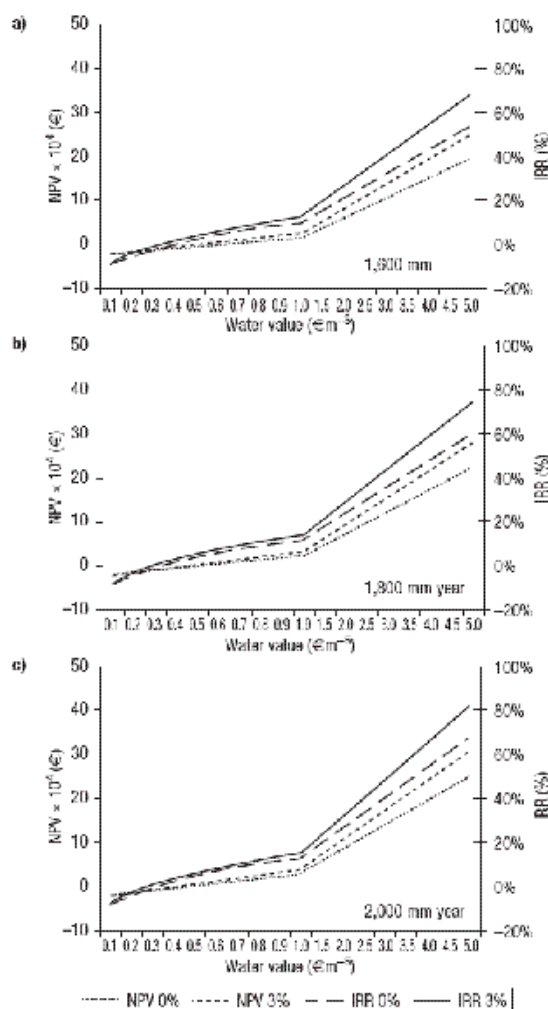 a)
50
40
30
20
10
0
–10
NPV × 10⁴ (€)
100%
80%
60%
40%
20%
0%
–20%
IRR (%)
1,600 mm
0.1 0.2 0.3 0.4 0.5 0.6 0.7 0.8 0.9 1.0 1.5 2.0 2.5 3.0 3.5 4.0 4.5 5.0
Water value (€m⁻³)
b)
50
40
30
20
10
0
–10
NPV × 10⁴ (€)
100%
80%
60%
40%
20%
0%
–20%
IRR (%)
1,800 mm year
0.1 0.2 0.3 0.4 0.5 0.6 0.7 0.8 0.9 1.0 1.5 2.0 2.5 3.0 3.5 4.0 4.5 5.0
Water value (€m⁻³)
c)
50
40
30
20
10
0
–10
NPV × 10⁴ (€)
100%
80%
60%
40%
20%
0%
–20%
IRR (%)
2,000 mm year
0.1 0.2 0.3 0.4 0.5 0.6 0.7 0.8 0.9 1.0 1.5 2.0 2.5 3.0 3.5 4.0 4.5 5.0
Water value (€m⁻³)
NPV 0% NPV 3% IRR 0% IRR 3%